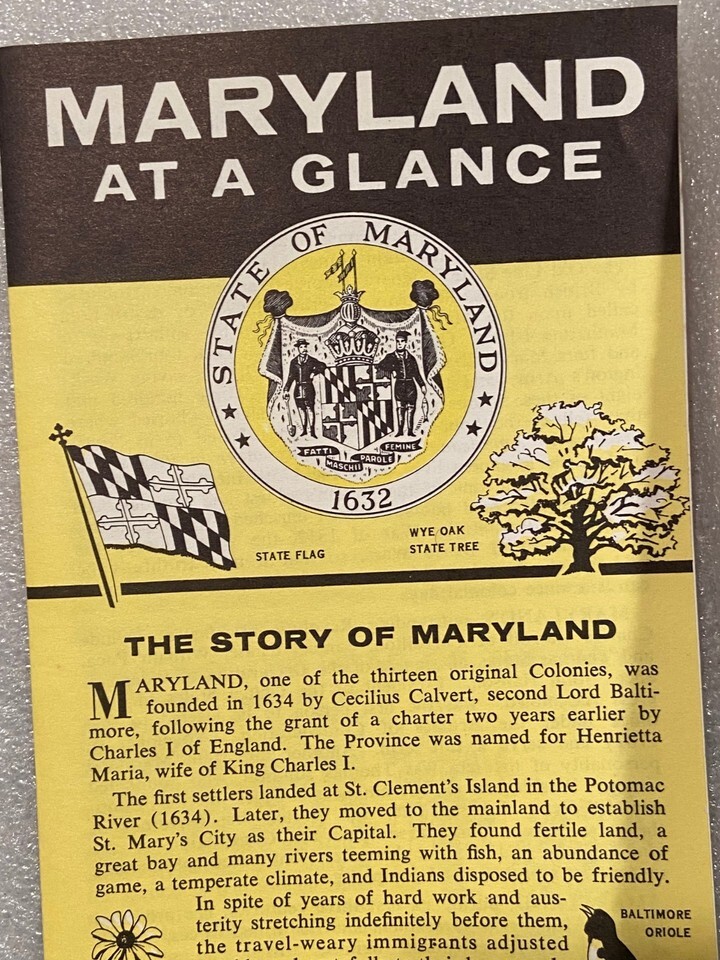 MARYLAND
AT A GLANCE
STATE OF MARYLAND
FATTI MASCHII PAROLE FEMINE
1632
STATE FLAG
WYE OAK
STATE TREE
THE STORY OF MARYLAND
MARYLAND, one of the thirteen original Colonies, was
founded in 1634 by Cecilius Calvert, second Lord Balti-
more, following the grant of a charter two years earlier by
Charles I of England. The Province was named for Henrietta
Maria, wife of King Charles I.
The first settlers landed at St. Clement's Island in the Potomac
River (1634). Later, they moved to the mainland to establish
St. Mary's City as their Capital. They found fertile land, a
great bay and many rivers teeming with fish, an abundance of
game, a temperate climate, and Indians disposed to be friendly.
In spite of years of hard work and aus-
terity stretching indefinitely before them,
the travel-weary immigrants adjusted
BALTIMORE
ORIOLE